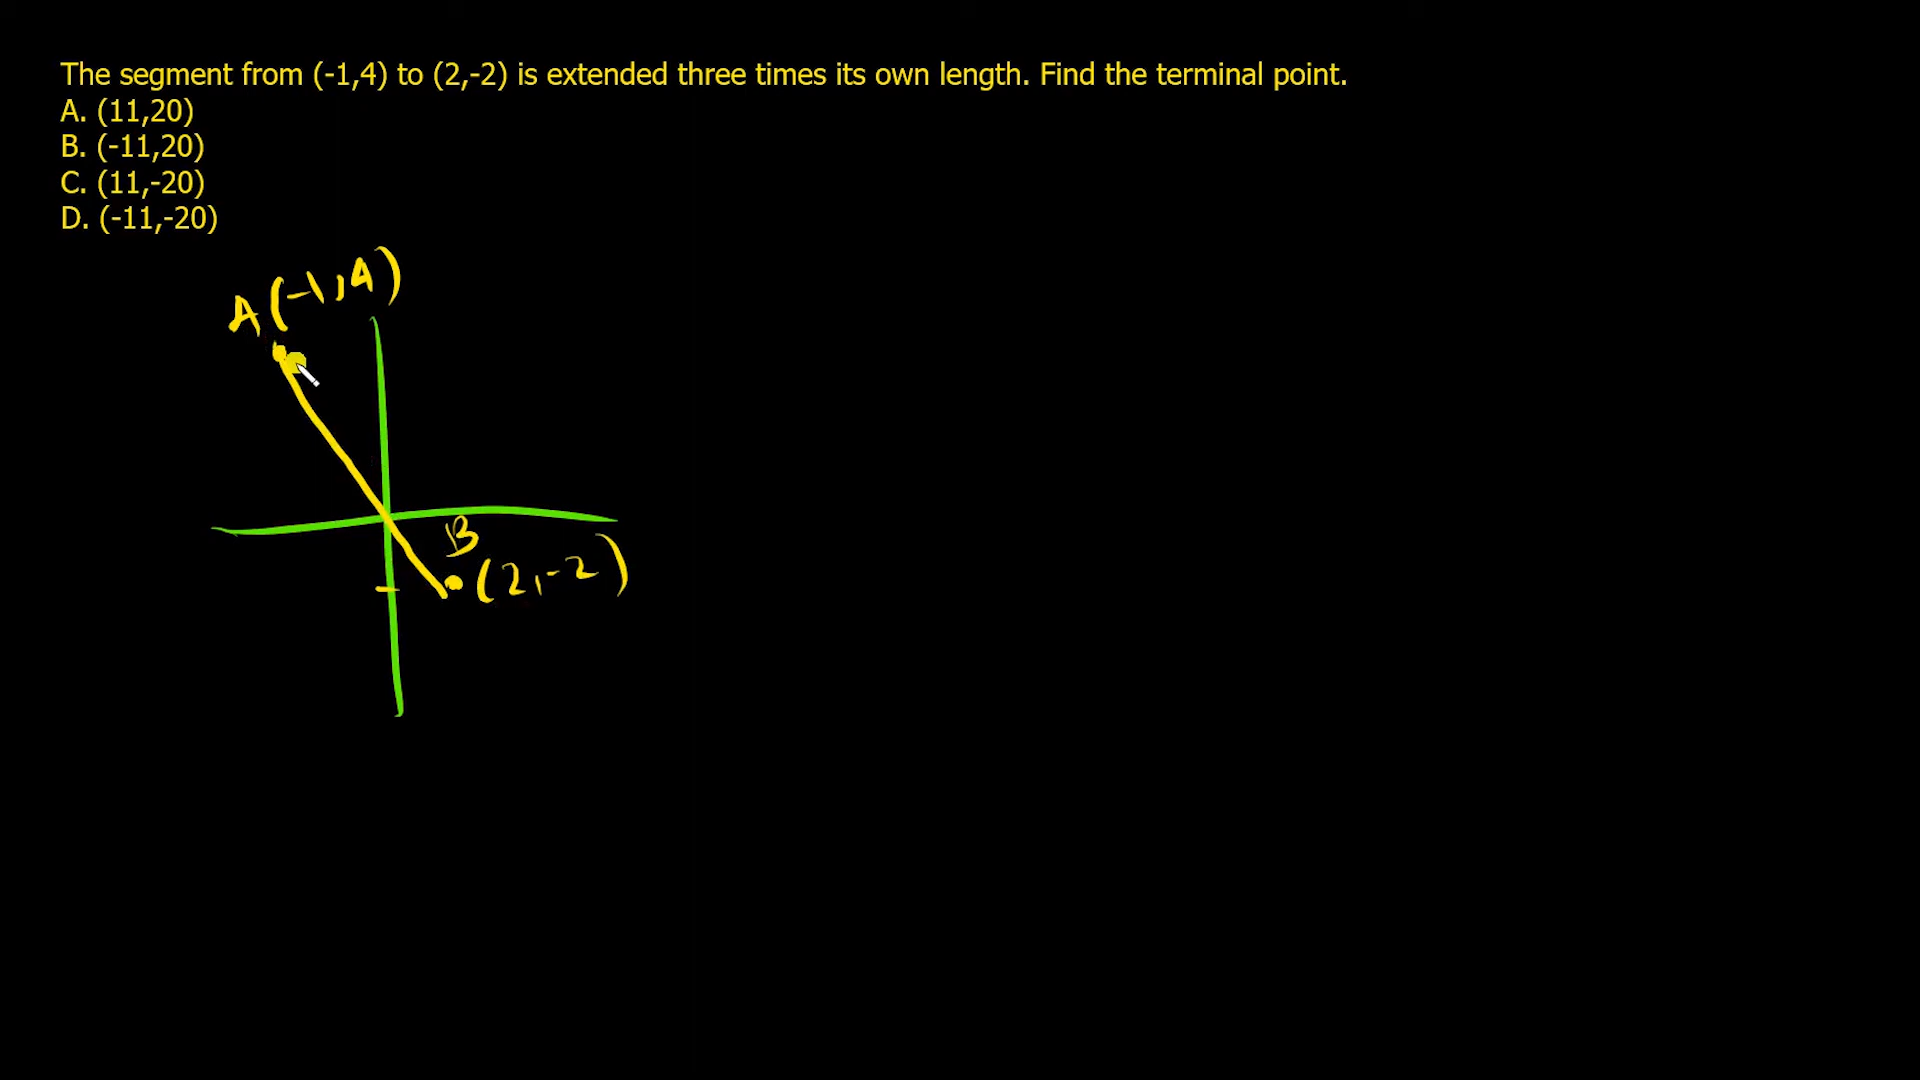 The segment from (-1,4) to (2,-2) is extended three times its own length. Find the terminal point.
A. (11,20)
B. (-11,20)
C. (11,-20)
D. (-11,-20)
A (-1,4)
B
(2,-2)